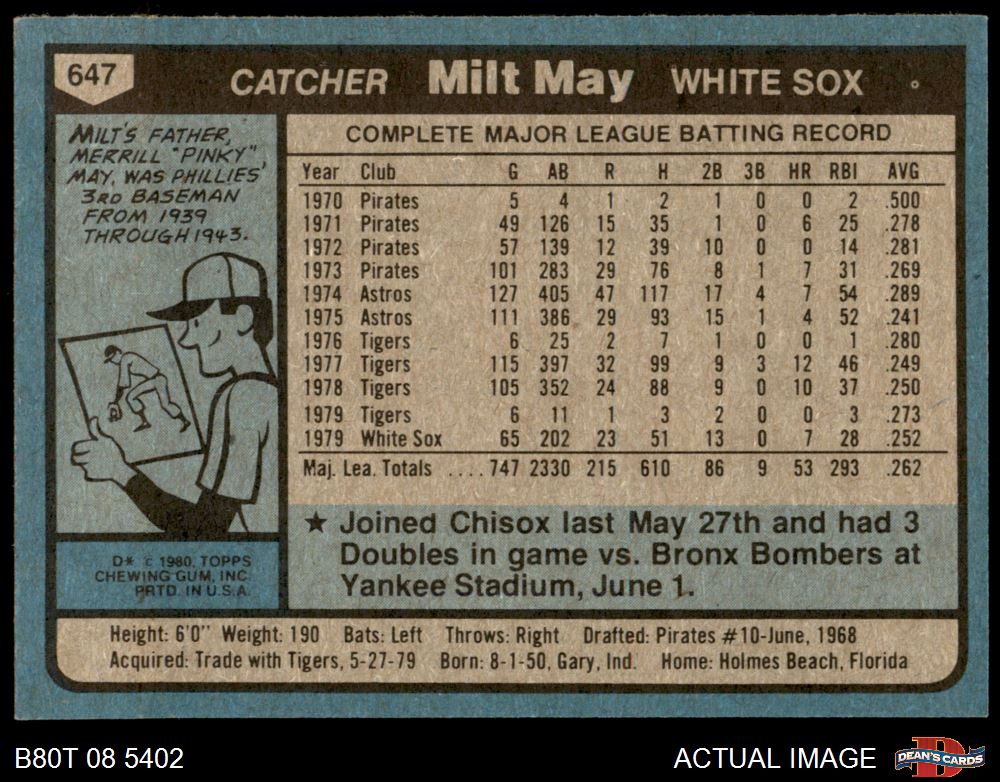 647 CATCHER Milt May WHITE SOX
MILT'S FATHER,
MERRILL "PINKY",
MAY, WAS PHILLIES'
3RD BASEMAN
FROM 1939
THROUGH 1943.
COMPLETE MAJOR LEAGUE BATTING RECORD
Year Club G AB R H 2B 3B HR RBI AVG
1970 Pirates 5 4 1 2 1 0 0 2 .500
1971 Pirates 49 126 15 35 1 0 6 25 .278
1972 Pirates 57 139 12 39 10 0 0 14 .281
1973 Pirates 101 283 29 76 8 1 7 31 .269
1974 Astros 127 405 47 117 17 4 7 54 .289
1975 Astros 111 386 29 93 15 1 4 52 .241
1976 Tigers 6 25 2 7 1 0 0 1 .280
1977 Tigers 115 397 32 99 9 3 12 46 .249
1978 Tigers 105 352 24 88 9 0 10 37 .250
1979 Tigers 6 11 1 3 2 0 0 3 .273
1979 White Sox 65 202 23 51 13 0 7 28 .252
Maj. Lea. Totals ....747 2330 215 610 86 9 53 293 .262
★ Joined Chisox last May 27th and had 3
Doubles in game vs. Bronx Bombers at
Yankee Stadium, June 1.
D* © 1980, TOPPS
CHEWING GUM, INC.
PRTD. IN U.S.A.
Height: 6'0" Weight: 190 Bats: Left Throws: Right Drafted: Pirates #10-June, 1968
Acquired: Trade with Tigers, 5-27-79 Born: 8-1-50, Gary, Ind. Home: Holmes Beach, Florida
B80T 08 5402 ACTUAL IMAGE D DEAN'S CARDS